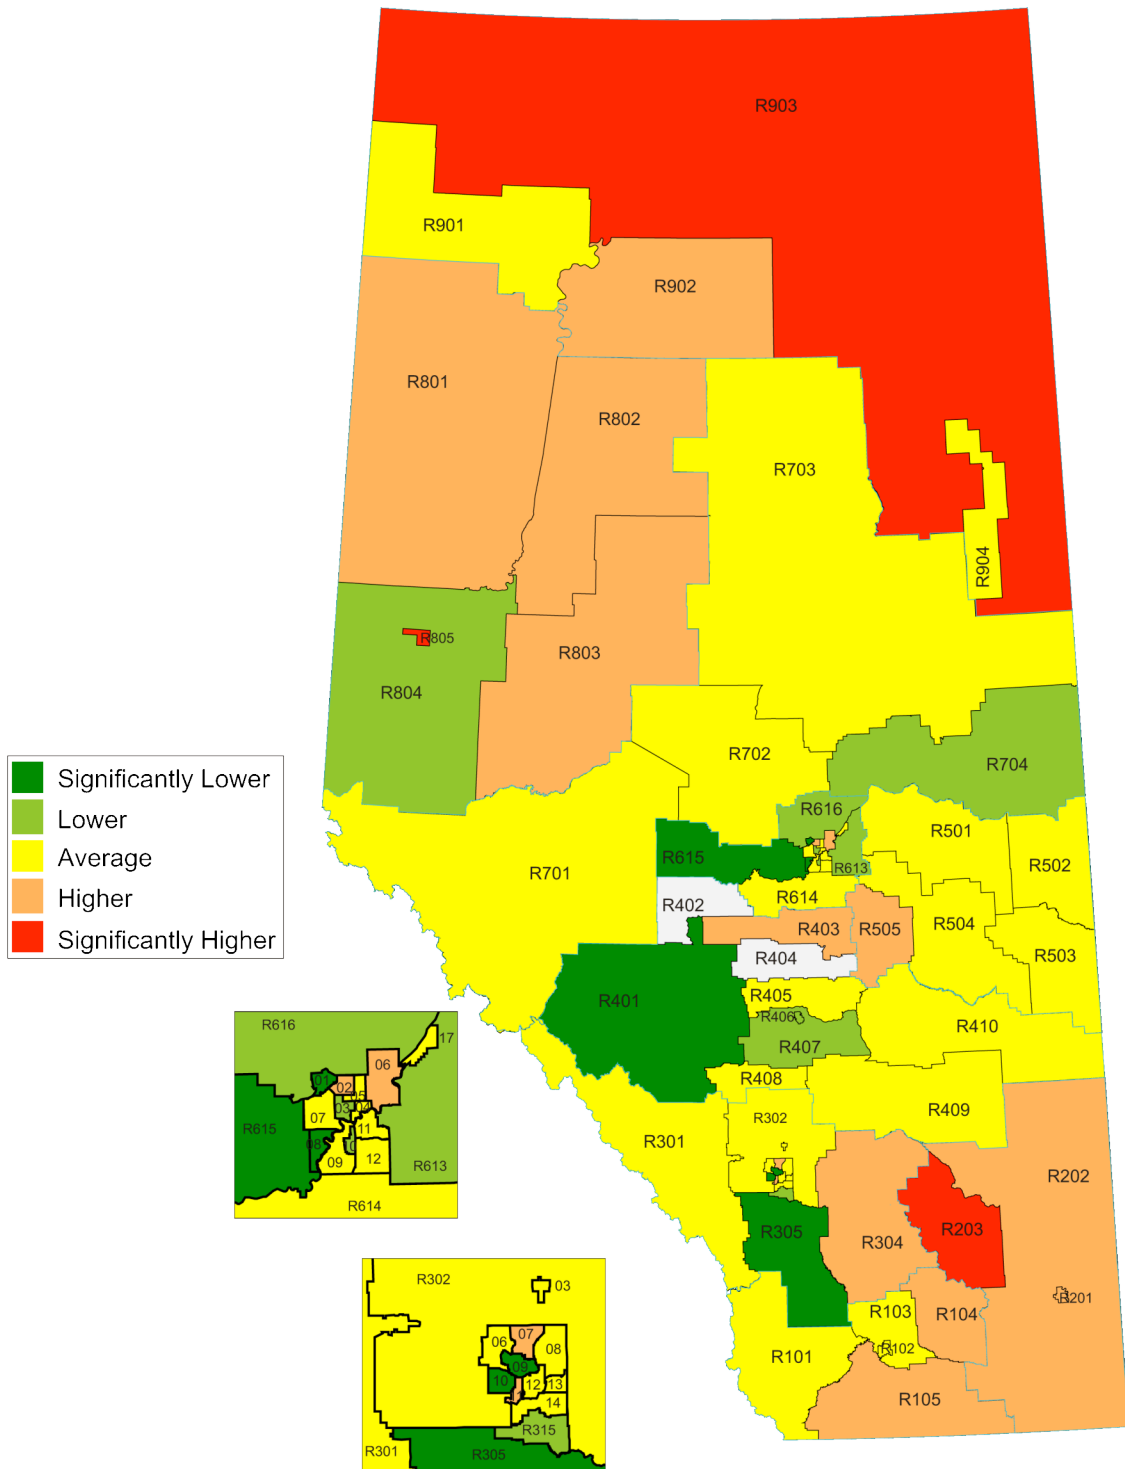 R903
R901
R902
R801
R802
R703
R904
R803
R805
R804
R702
R704
R701
R616
R501
R502
R615
R613
R614
R402
R403
R505
R504
R503
R404
R401
R405
R406
R410
R407
R408
R409
R302
R301
R202
R305
R304
R203
R201
R103
R104
R102
R101
R105
Significantly Lower
Lower
Average
Higher
Significantly Higher
R616
17
06
01
02
05
03
04
07
R615
11
08
10
09
12
R613
R614
R302
03
07
06
08
09
10
12
13
14
R315
R301
R305